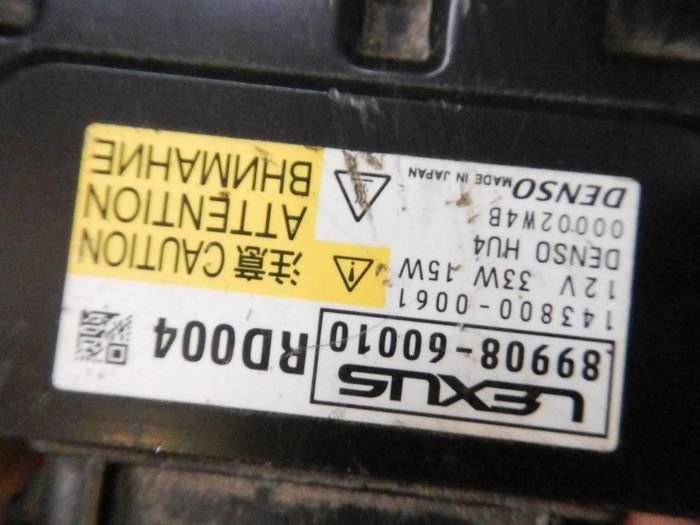 LEXUS
89908-60010 RD004
143800-0061
12V 33W 15W
DENSO HU4
00002W4B
DENSO MADE IN JAPAN
注意 CAUTION
ATTENTION
ВНИМАНИЕ